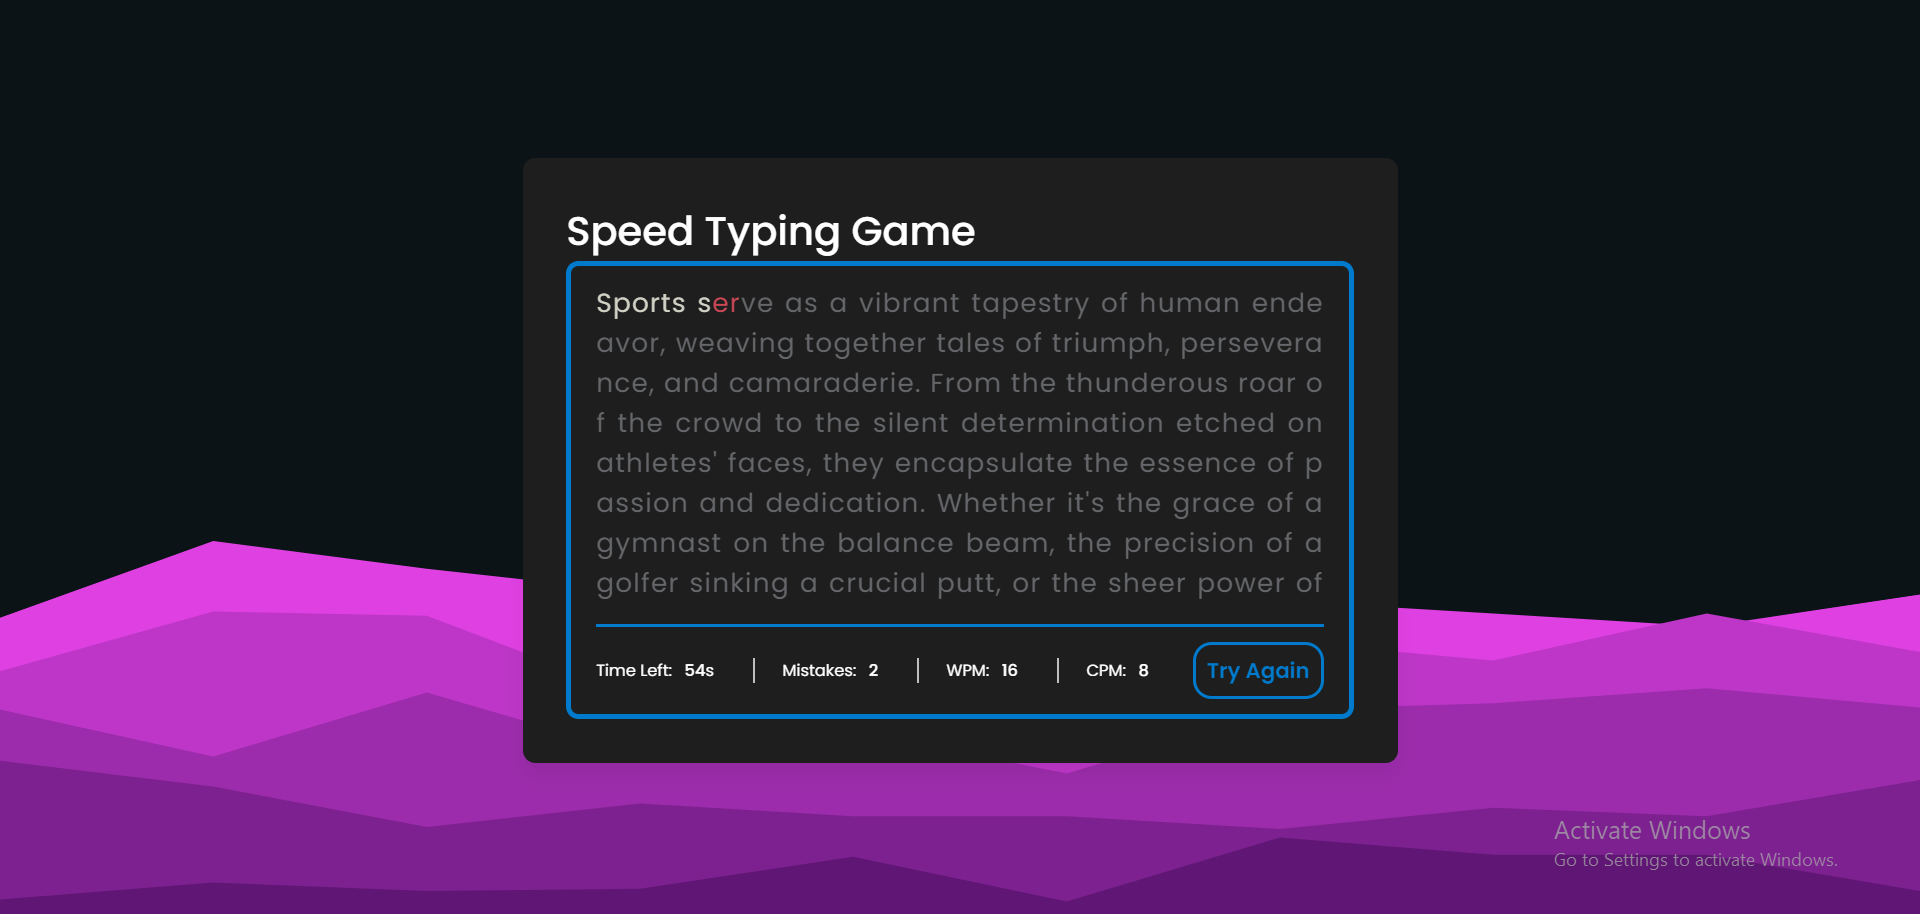 Speed Typing Game
Sports serve as a vibrant tapestry of human ende
avor, weaving together tales of triumph, persevera
nce, and camaraderie. From the thunderous roar o
f the crowd to the silent determination etched on
athletes' faces, they encapsulate the essence of p
assion and dedication. Whether it's the grace of a
gymnast on the balance beam, the precision of a
golfer sinking a crucial putt, or the sheer power of
Time Left: 54s Mistakes: 2 WPM: 16 CPM: 8 Try Again
Activate Windows
Go to Settings to activate Windows.